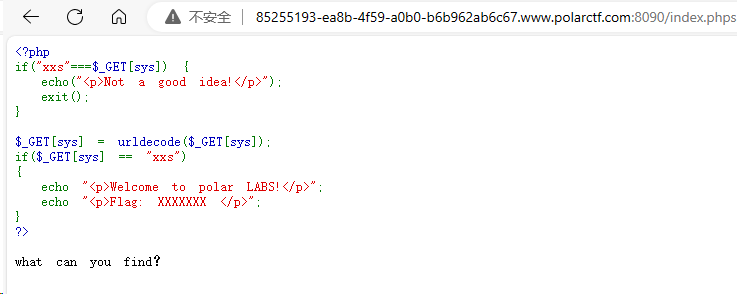 不安全
85255193-ea8b-4f59-a0b0-b6b962ab6c67.www.polarctf.com:8090/index.phps
<?php
if("xxs"===$_GET[sys]) {
    echo("<p>Not a good idea!</p>");
    exit();
}

$_GET[sys] = urldecode($_GET[sys]);
if($_GET[sys] == "xxs")
{
    echo "<p>Welcome to polar LABS!</p>";
    echo "<p>Flag: XXXXXXX </p>";
}
?>

what can you find?